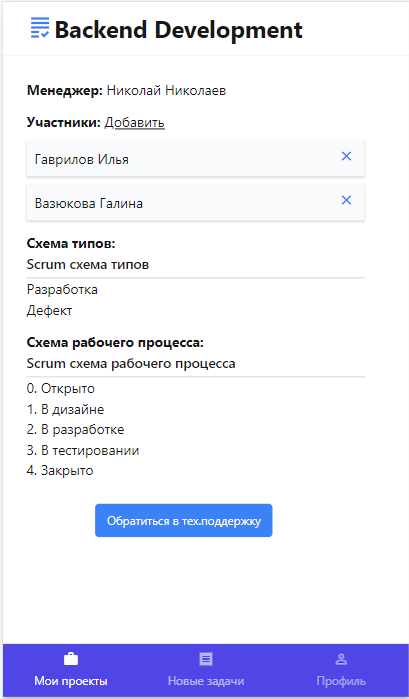 Backend Development
Менеджер: Николай Николаев
Участники: Добавить
Гаврилов Илья
Вазюкова Галина
Схема типов:
Scrum схема типов
Разработка
Дефект
Схема рабочего процесса:
Scrum схема рабочего процесса
0. Открыто
1. В дизайне
2. В разработке
3. В тестировании
4. Закрыто
Обратиться в тех.поддержку
Мои проекты Новые задачи Профиль